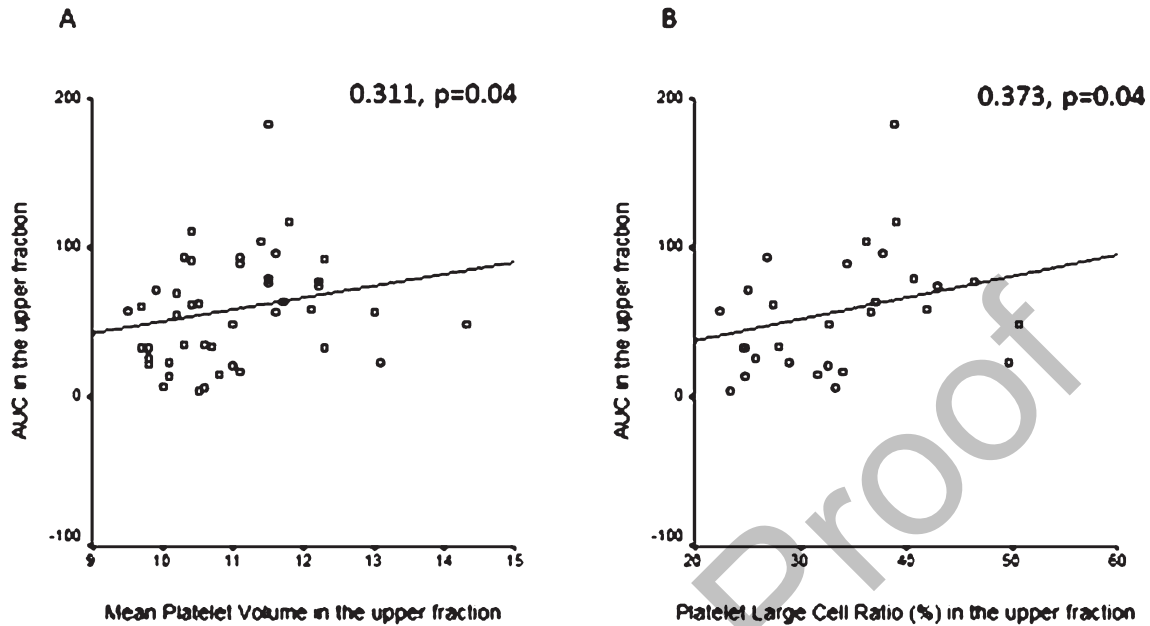 A
0.311, p=0.04
200
100
0
-100
AUC in the upper fraction
9 10 11 12 13 14 15
Mean Platelet Volume in the upper fraction
B
0.373, p=0.04
200
100
0
-100
AUC in the upper fraction
20 30 40 50 60
Platelet Large Cell Ratio (%) in the upper fraction
Proof